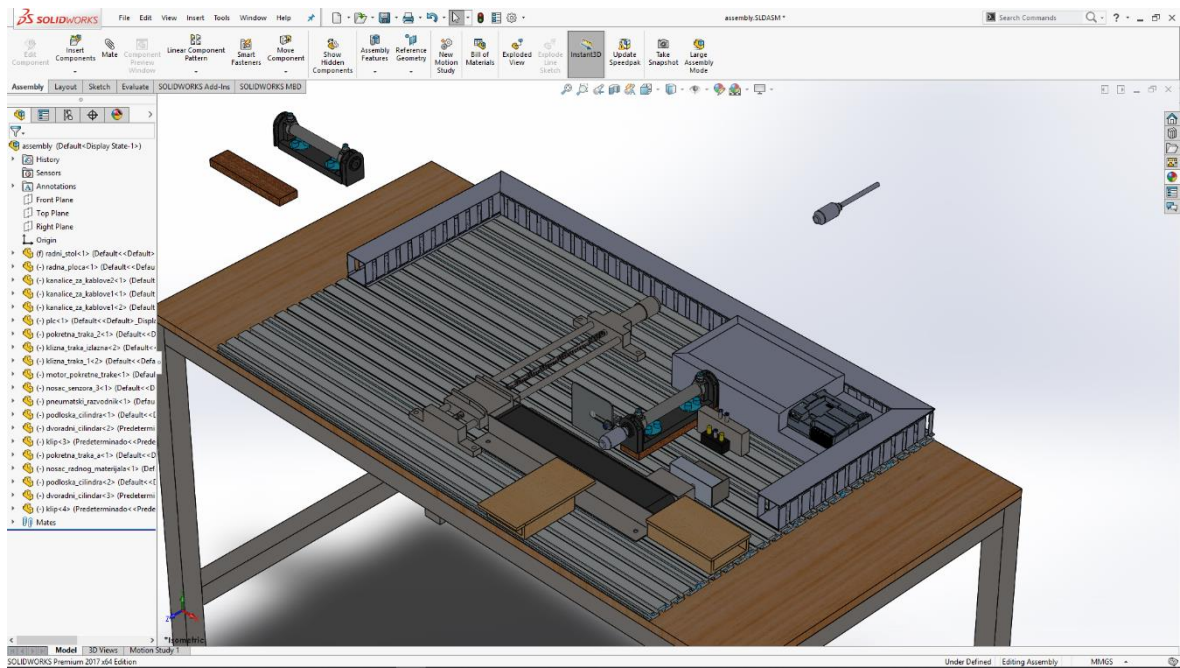 SOLIDWORKS File Edit View Insert Tools Window Help assembly.SLDASM * Search Commands
Edit Component Insert Components Mate Component Preview Window Linear Component Pattern Smart Fasteners Move Component Show Hidden Components Assembly Features Reference Geometry New Motion Study Bill of Materials Exploded View Explode Line Sketch Instant3D Update Speedpak Take Snapshot Large Assembly Mode
Assembly Layout Sketch Evaluate SOLIDWORKS Add-Ins SOLIDWORKS MBD
assembly (Default<Display State-1>)
History
Sensors
Annotations
Front Plane
Top Plane
Right Plane
Origin
(f) radni_stol<1> (Default<<Default>
(-) radna_ploca<1> (Default<<Defau
(-) kanalice_za_kablove2<1> (Default
(-) kanalice_za_kablove1<1> (Default
(-) kanalice_za_kablove1<2> (Default
(-) plc<1> (Default<<Default>_Displa
(-) pokretna_traka_2<1> (Default<<D
(-) klizna_traka_izlazna<2> (Default<
(-) klizna_traka_1<2> (Default<<Defa
(-) motor_pokretne_trake<1> (Defaul
(-) nosac_senzora_3<1> (Default<<D
(-) pneumatski_razvodnik<1> (Defau
(-) podloska_cilindra<1> (Default<<D
(-) dvoradni_cilindar<2> (Predetermi
(-) klip<3> (Predeterminado<<Prede
(-) pokretna_traka_a<1> (Default<<D
(-) nosac_radnog_materijala<1> (Def
(-) podloska_cilindra<2> (Default<<D
(-) dvoradni_cilindar<3> (Predetermi
(-) klip<4> (Predeterminado<<Prede
Mates
*Isometric
Model 3D Views Motion Study 1
SOLIDWORKS Premium 2017 x64 Edition Under Defined Editing Assembly MMGS